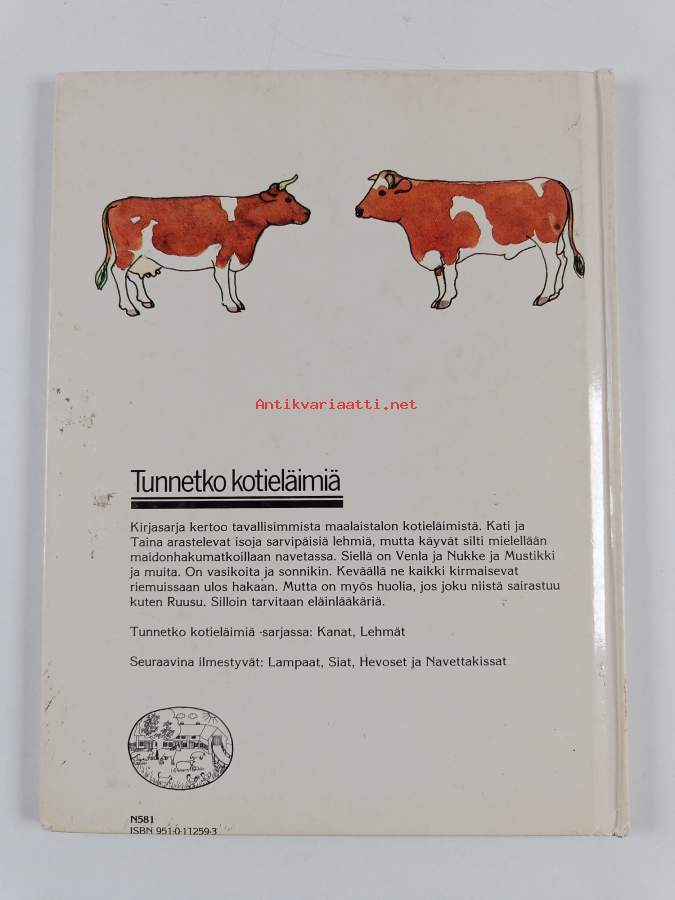 Antikvariaatti.net
Tunnetko kotieläimiä
Kirjasarja kertoo tavallisimmista maalaistalon kotieläimistä. Kati ja
Taina arastelevat isoja sarvipäisiä lehmiä, mutta käyvät silti mielellään
maidonhakumatkoillaan navetassa. Siellä on Venla ja Nukke ja Mustikki
ja muita. On vasikoita ja sonnikin. Keväällä ne kaikki kirmaisevat
riemuissaan ulos hakaan. Mutta on myös huolia, jos joku niistä sairastuu
kuten Ruusu. Silloin tarvitaan eläinlääkäriä.
Tunnetko kotieläimiä -sarjassa: Kanat, Lehmät
Seuraavina ilmestyvät: Lampaat, Siat, Hevoset ja Navettakissat
N581
ISBN 951-0-11259-3